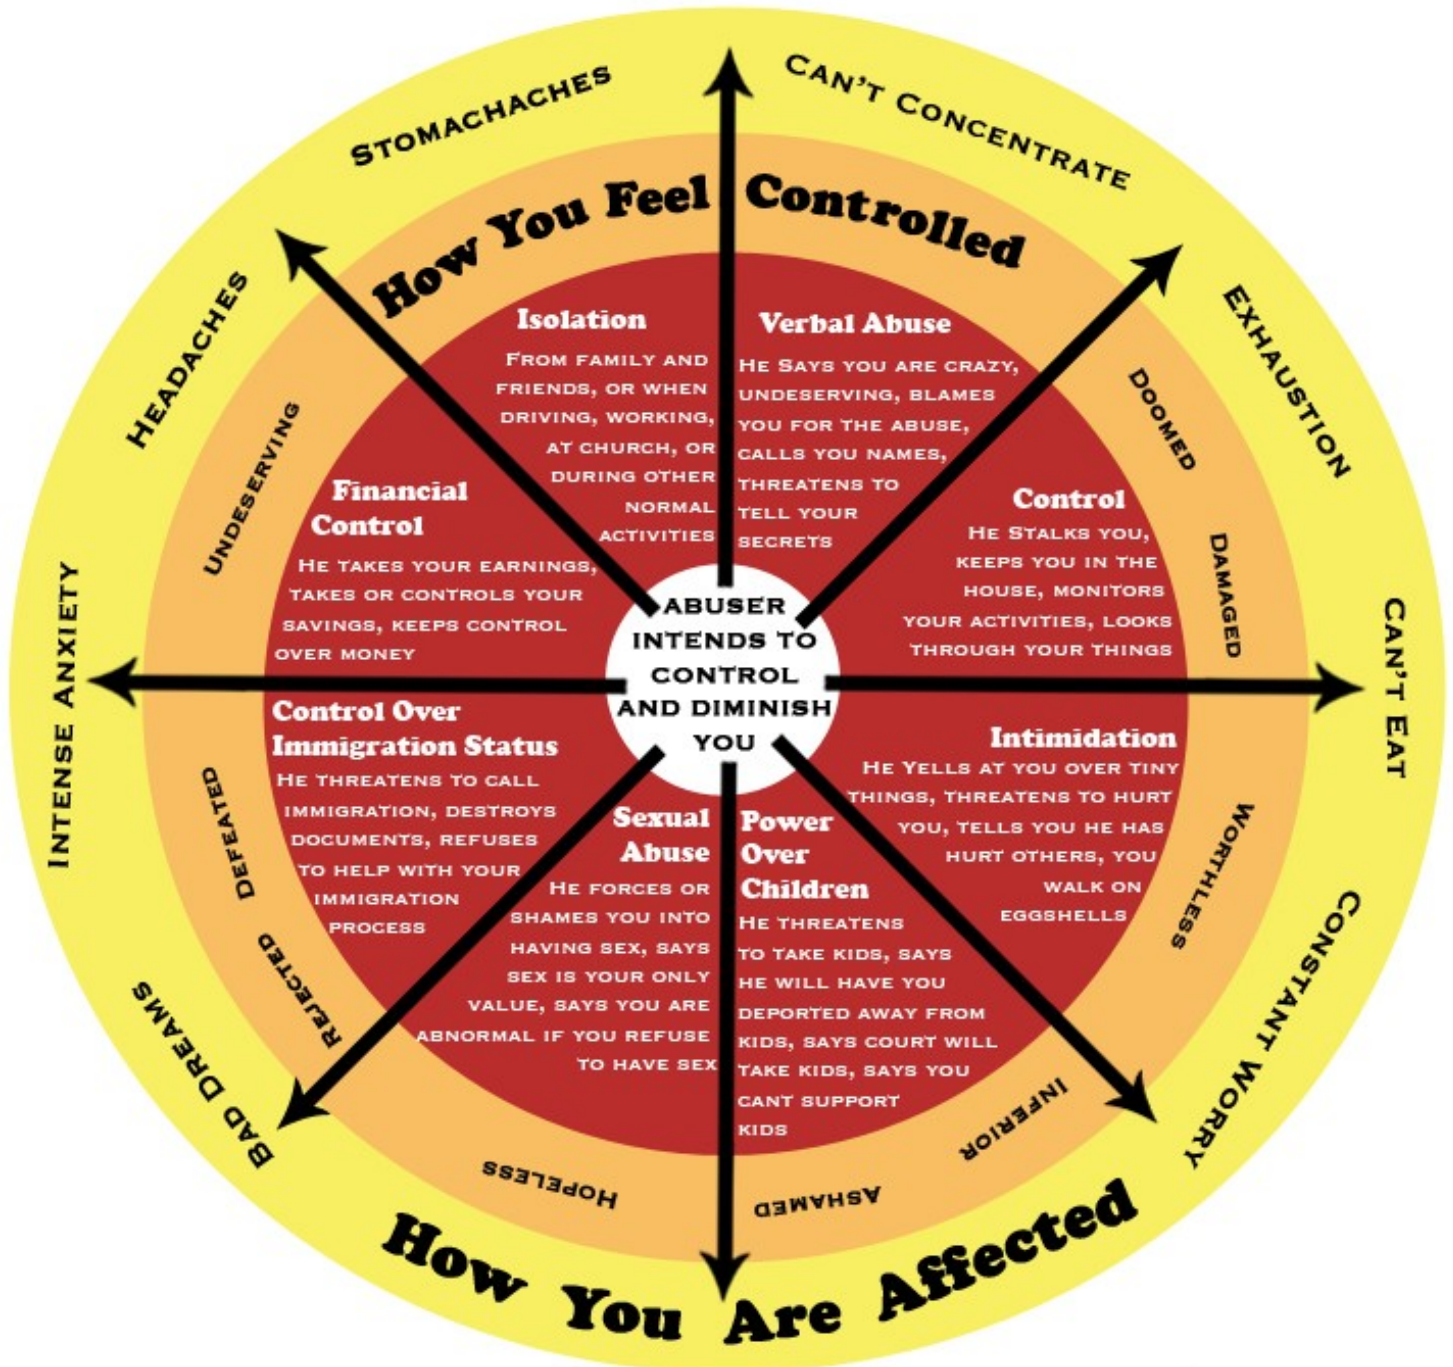 STOMACHACHES
CAN'T CONCENTRATE
EXHAUSTION
CAN'T EAT
CONSTANT WORRY
How You Are Affected
BAD DREAMS
INTENSE ANXIETY
HEADACHES
How You Feel
Controlled
DOOMED
DAMAGED
WORTHLESS
INFERIOR
ASHAMED
HOPELESS
REJECTED
DEFEATED
UNDESERVING
Isolation
FROM FAMILY AND
FRIENDS, OR WHEN
DRIVING, WORKING,
AT CHURCH, OR
DURING OTHER
NORMAL
ACTIVITIES
Verbal Abuse
HE SAYS YOU ARE CRAZY,
UNDESERVING, BLAMES
YOU FOR THE ABUSE,
CALLS YOU NAMES,
THREATENS TO
TELL YOUR
SECRETS
Control
HE STALKS YOU,
KEEPS YOU IN THE
HOUSE, MONITORS
YOUR ACTIVITIES, LOOKS
THROUGH YOUR THINGS
Intimidation
HE YELLS AT YOU OVER TINY
THINGS, THREATENS TO HURT
YOU, TELLS YOU HE HAS
HURT OTHERS, YOU
WALK ON
EGGSHELLS
Power
Over
Children
HE THREATENS
TO TAKE KIDS, SAYS
HE WILL HAVE YOU
DEPORTED AWAY FROM
KIDS, SAYS COURT WILL
TAKE KIDS, SAYS YOU
CANT SUPPORT
KIDS
Sexual
Abuse
HE FORCES OR
SHAMES YOU INTO
HAVING SEX, SAYS
SEX IS YOUR ONLY
VALUE, SAYS YOU ARE
ABNORMAL IF YOU REFUSE
TO HAVE SEX
Control Over
Immigration Status
HE THREATENS TO CALL
IMMIGRATION, DESTROYS
DOCUMENTS, REFUSES
TO HELP WITH YOUR
IMMIGRATION
PROCESS
Financial
Control
HE TAKES YOUR EARNINGS,
TAKES OR CONTROLS YOUR
SAVINGS, KEEPS CONTROL
OVER MONEY
ABUSER
INTENDS TO
CONTROL
AND DIMINISH
YOU